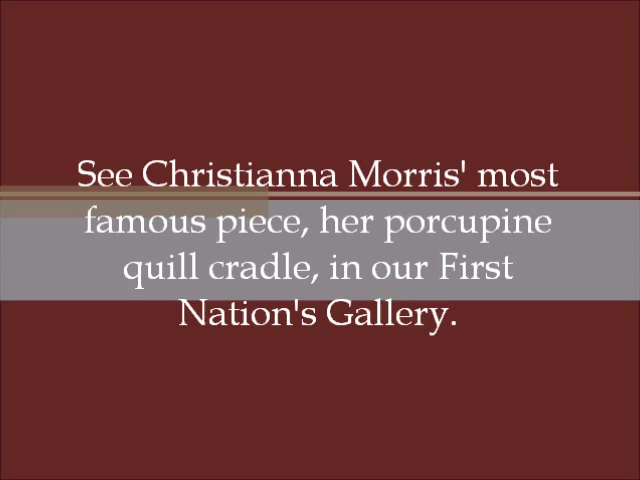 See Christianna Morris' most
famous piece, her porcupine
quill cradle, in our First
Nation's Gallery.